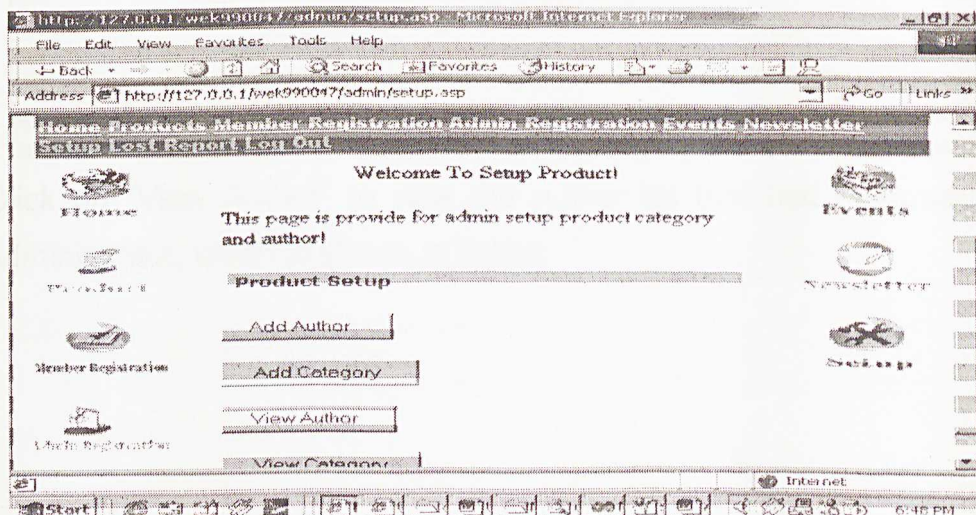 http://127.0.0.1/wek990047/admin/setup.asp - Microsoft Internet Explorer
File Edit View Favorites Tools Help
Back Search Favorites History
Address http://127.0.0.1/wek990047/admin/setup.asp Go Links »
Home Products Member Registration Admin Registration Events Newsletter
Setup Lost Report Log Out
Welcome To Setup Product!
Home
Events
This page is provide for admin setup product category
and author!
Newsletter
Product Setup
Add Author
Member Registration
Setup
Add Category
View Author
View Category
Internet
Start 6:48 PM